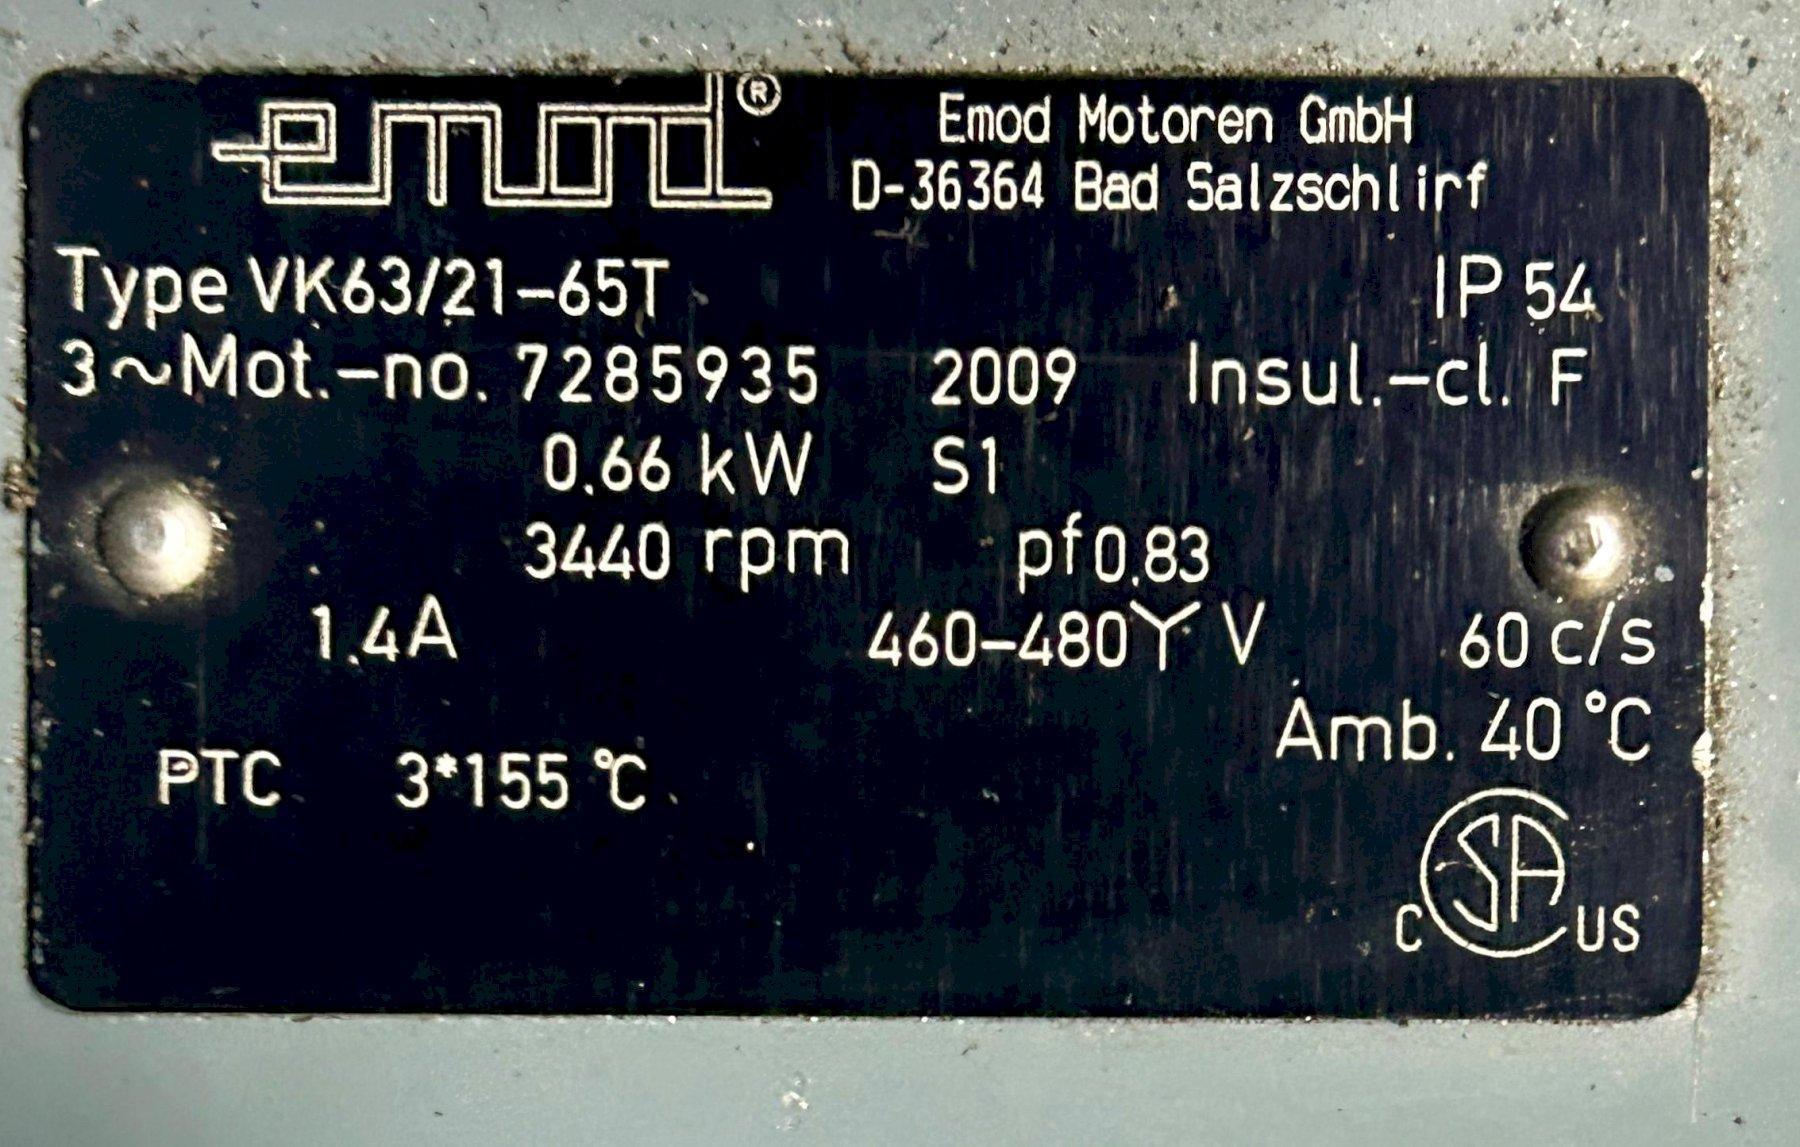 emod ®
Emod Motoren GmbH
D-36364 Bad Salzschlirf
Type VK63/21-65T IP 54
3~Mot.-no. 7285935 2009 Insul.-cl. F
0.66 kW S1
3440 rpm pf 0.83
1.4A 460-480 Y V 60 c/s
Amb. 40 °C
PTC 3*155 °C
C SA US